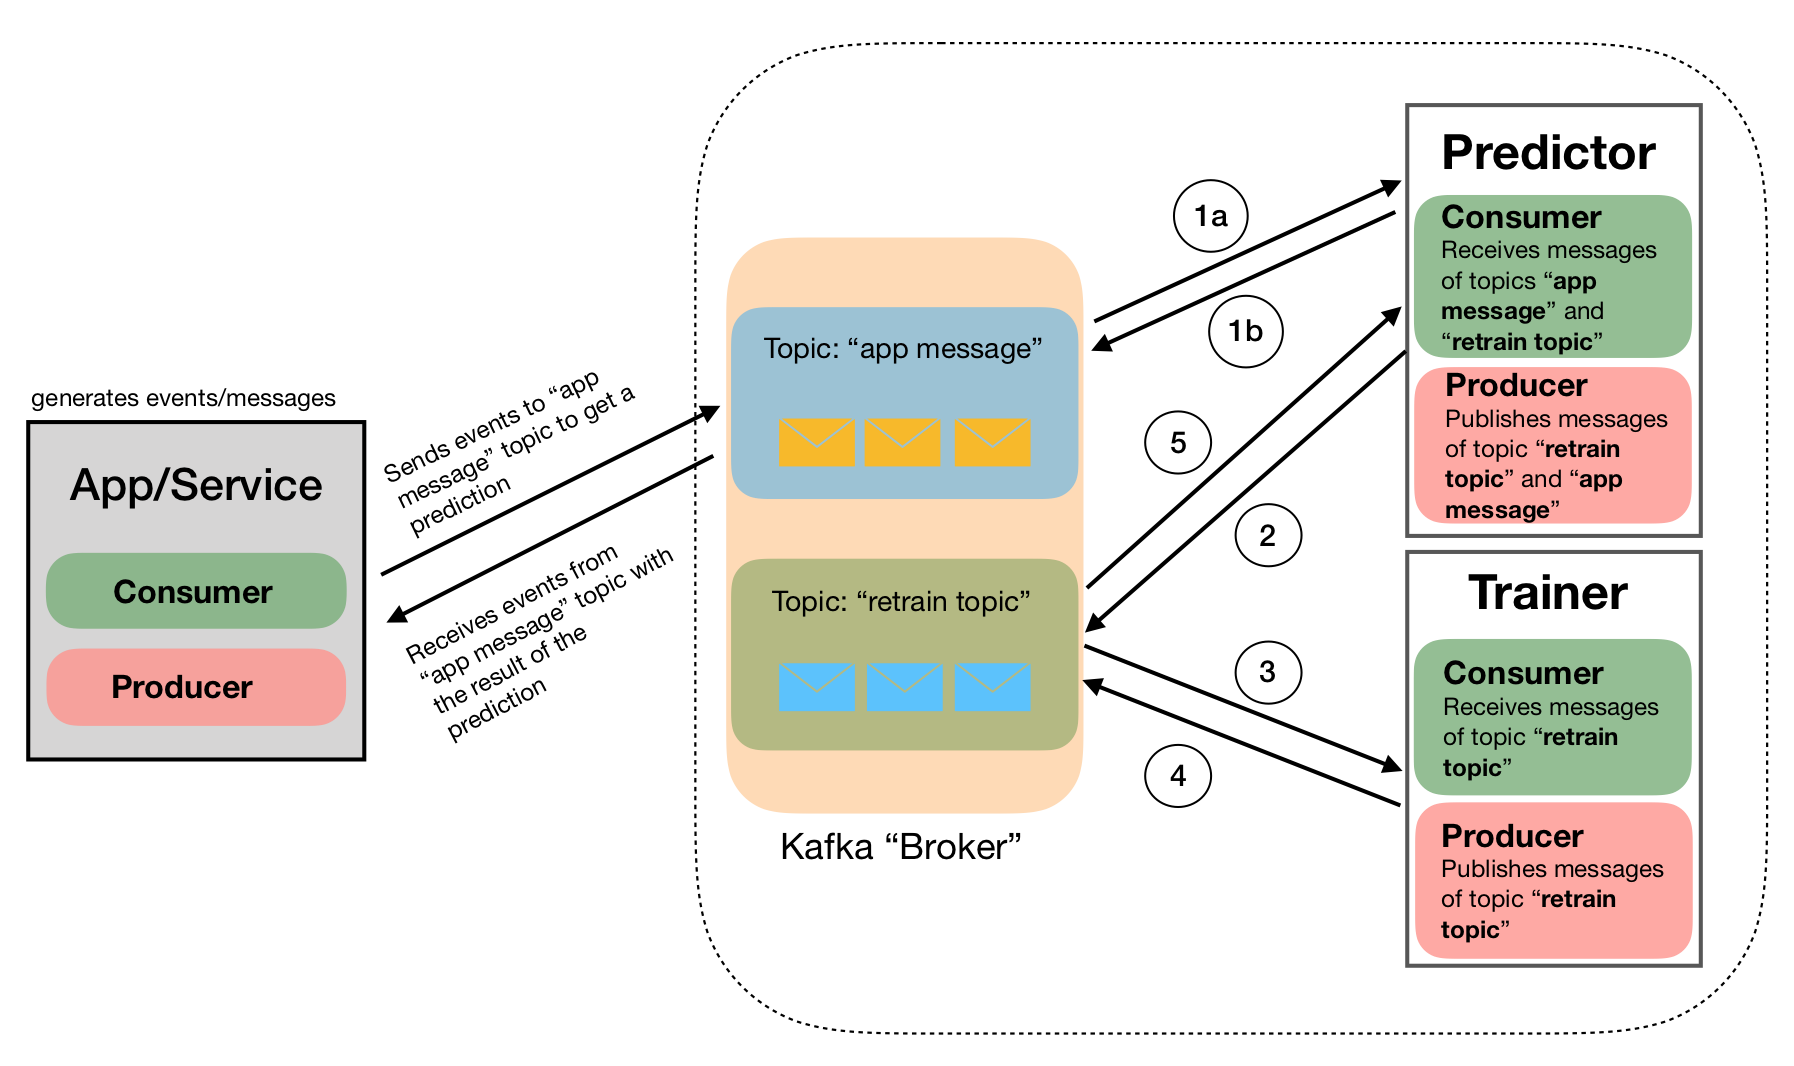 generates events/messages
App/Service
Consumer
Producer
Sends events to “app
message” topic to get a
prediction
Receives events from
“app message” topic with
the result of the
prediction
Topic: “app message”
Topic: “retrain topic”
Kafka “Broker”
1a
1b
5
2
3
4
Predictor
Consumer
Receives messages
of topics “app
message” and
“retrain topic”
Producer
Publishes messages
of topic “retrain
topic” and “app
message”
Trainer
Consumer
Receives messages
of topic “retrain
topic”
Producer
Publishes messages
of topic “retrain
topic”